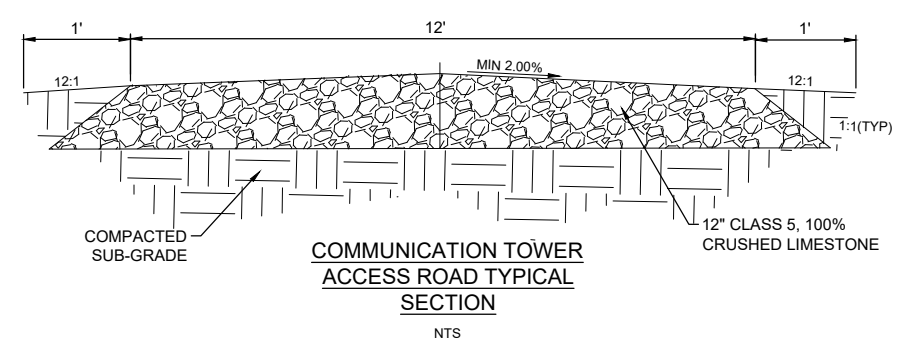 1'
12'
1'
12:1
MIN 2.00%
12:1
1:1(TYP)
COMPACTED
SUB-GRADE
12" CLASS 5, 100%
CRUSHED LIMESTONE
COMMUNICATION TOWER
ACCESS ROAD TYPICAL
SECTION
NTS